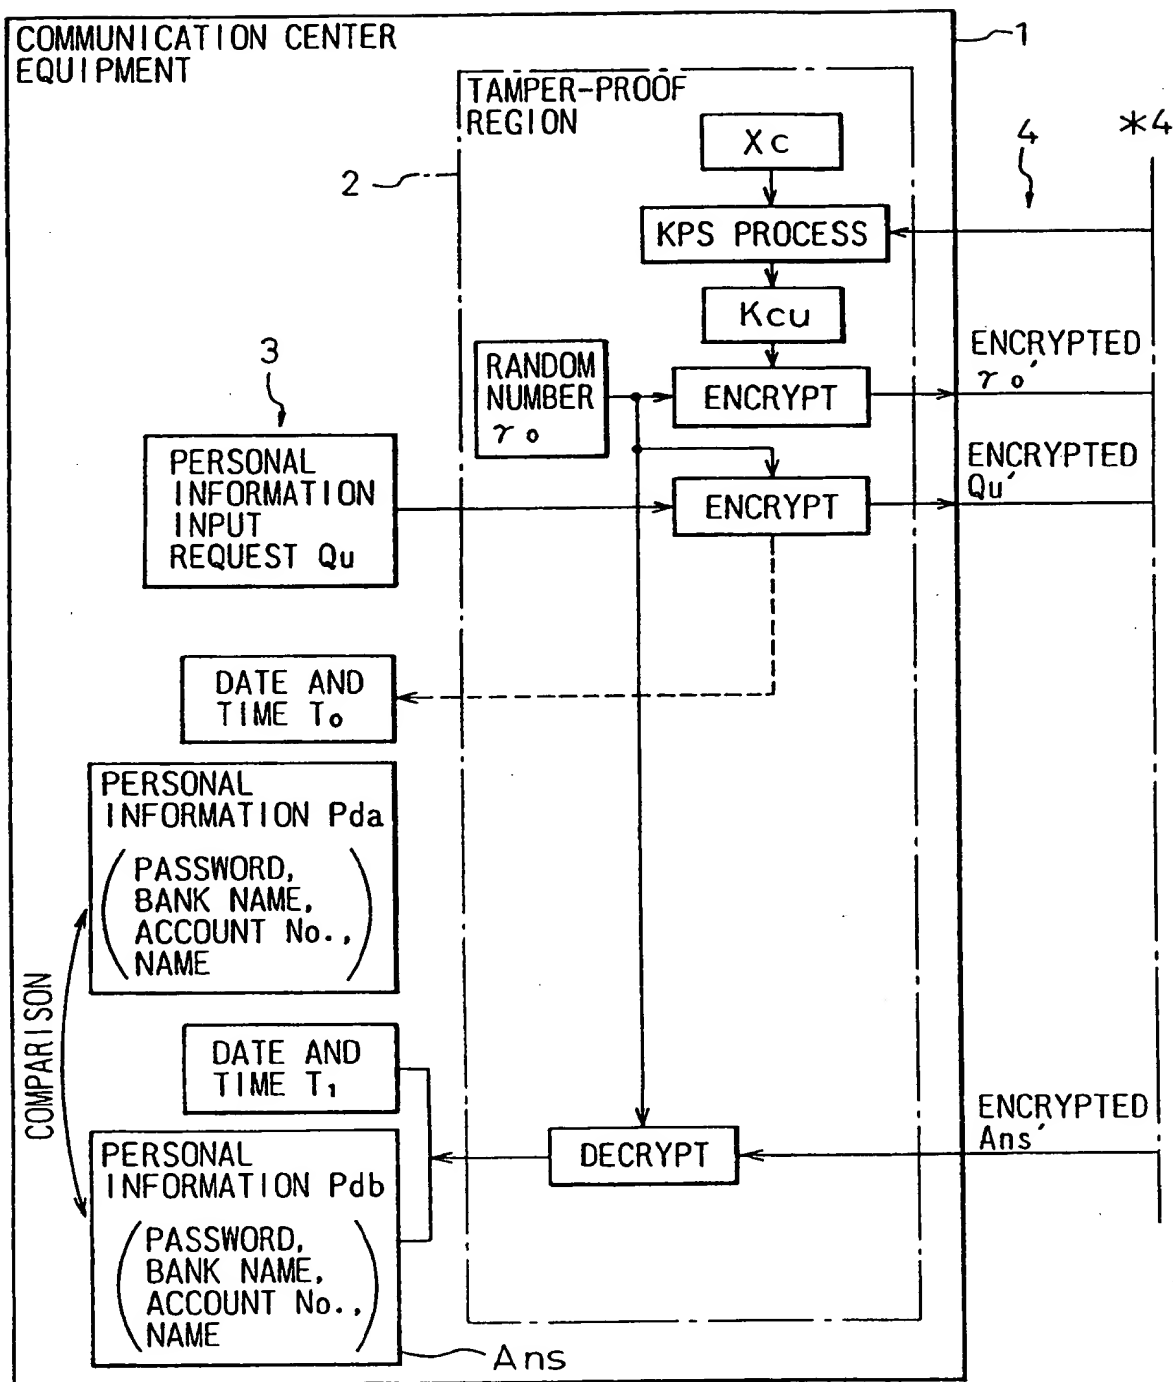 COMMUNICATION CENTER
EQUIPMENT
1
TAMPER-PROOF
REGION
2
Xc
4
*4
KPS PROCESS
Kcu
3
RANDOM
NUMBER
γo
ENCRYPT
ENCRYPTED
γo′
PERSONAL
INFORMATION
INPUT
REQUEST Qu
ENCRYPT
ENCRYPTED
Qu′
DATE AND
TIME To
PERSONAL
INFORMATION Pda
PASSWORD,
BANK NAME,
ACCOUNT No.,
NAME
COMPARISON
DATE AND
TIME T1
DECRYPT
ENCRYPTED
Ans′
PERSONAL
INFORMATION Pdb
PASSWORD,
BANK NAME,
ACCOUNT No.,
NAME
Ans